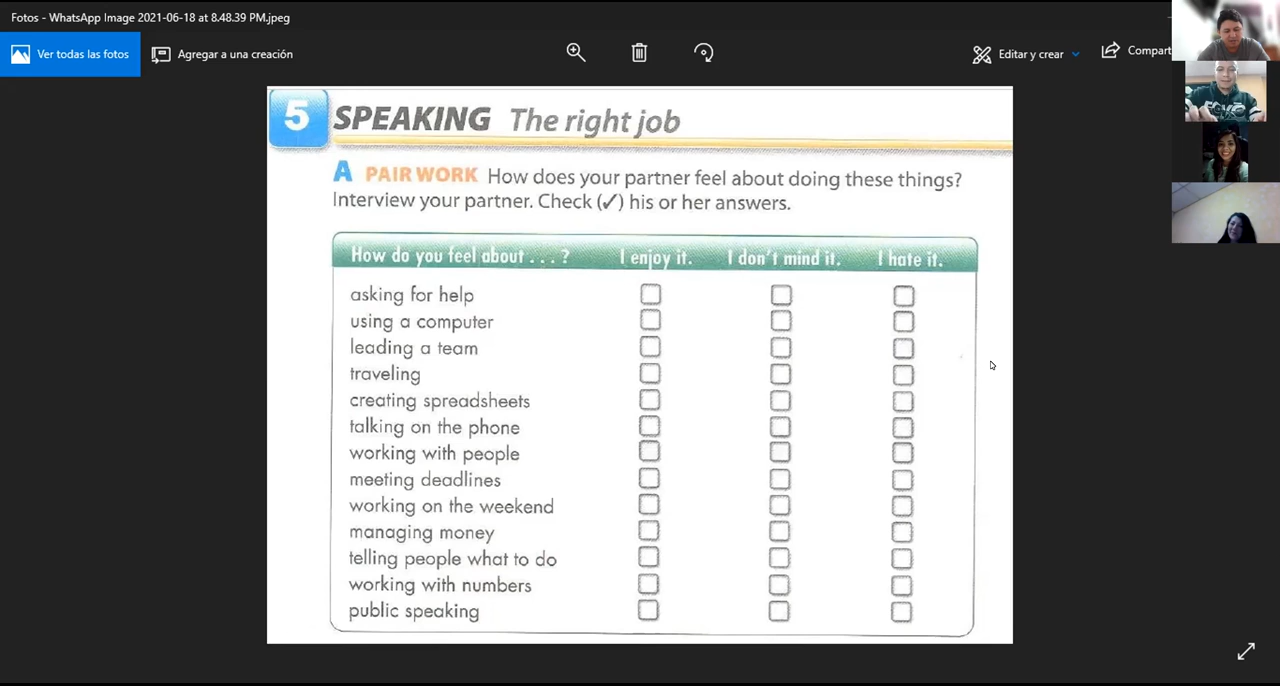 Fotos - WhatsApp Image 2021-06-18 at 8.48.39 PM.jpeg
Ver todas las fotos
Agregar a una creación
Editar y crear
Compart
5 SPEAKING The right job
A PAIR WORK How does your partner feel about doing these things?
Interview your partner. Check (✓) his or her answers.
How do you feel about . . . ? I enjoy it. I don't mind it. I hate it.
asking for help
using a computer
leading a team
traveling
creating spreadsheets
talking on the phone
working with people
meeting deadlines
working on the weekend
managing money
telling people what to do
working with numbers
public speaking